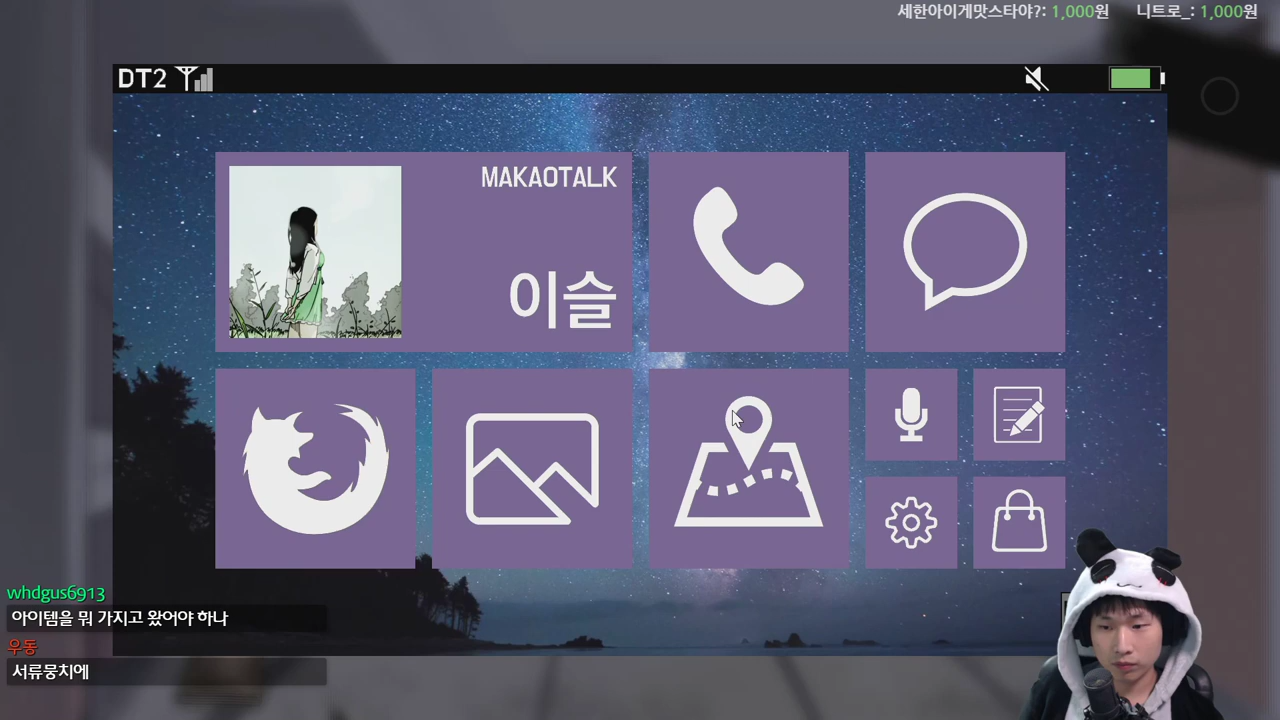 세한아이게맛스타야?: 1,000원 니트로_: 1,000원
DT2
MAKAOTALK
이슬
whdgus6913
아이템을 뭐 가지고 왔어야 하나
우동
서류뭉치에